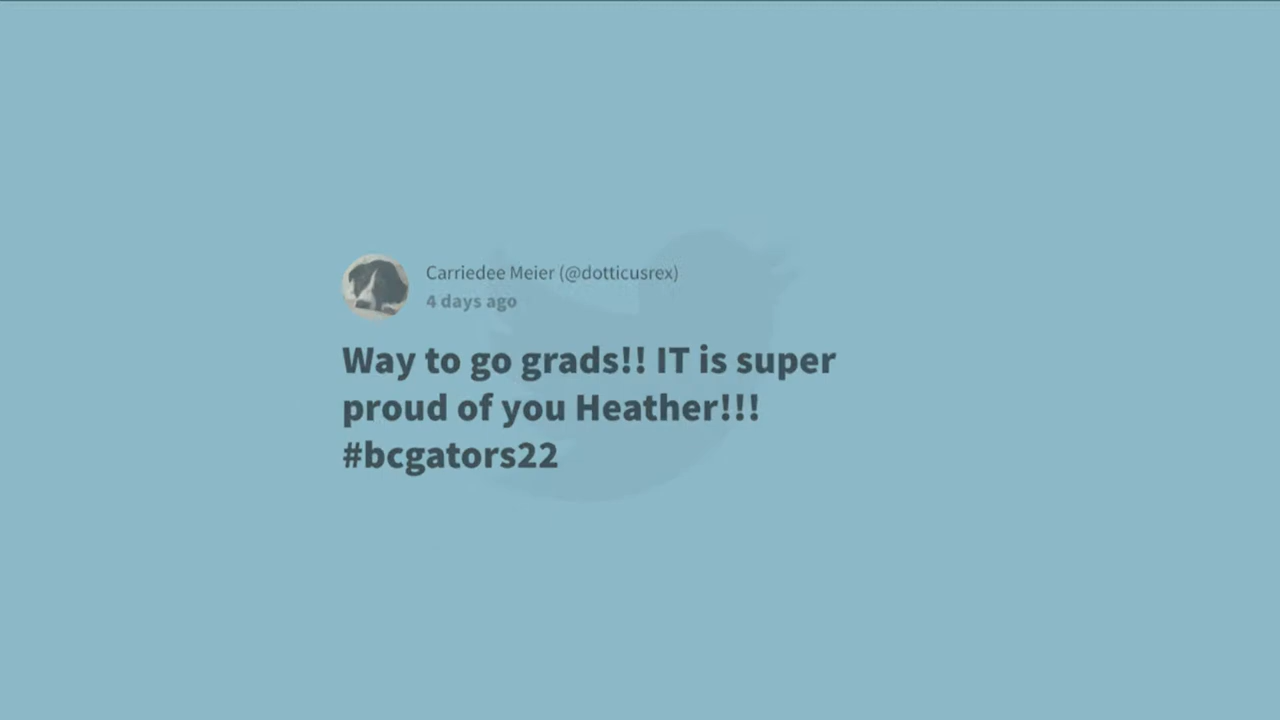 Carriedee Meier (@dotticusrex)
4 days ago
Way to go grads!! IT is super
proud of you Heather!!!
#bcgators22